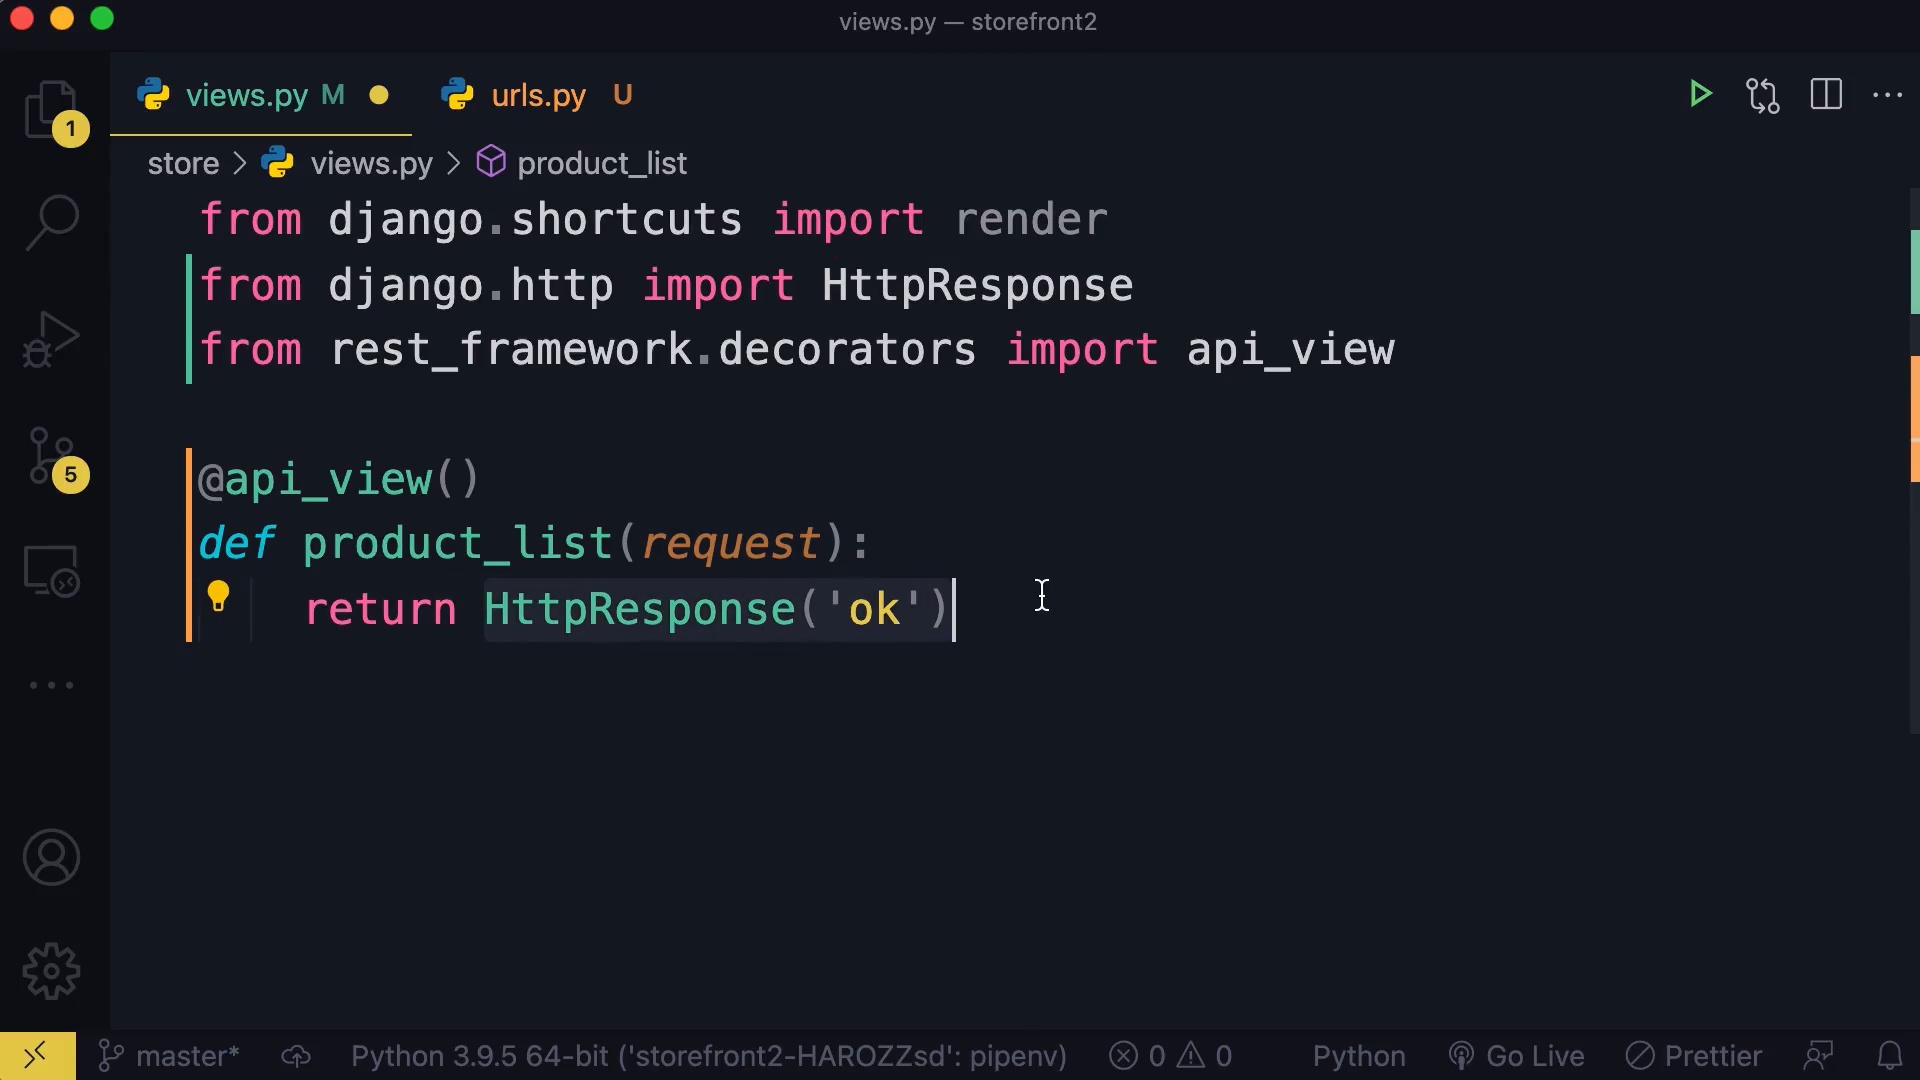 views.py — storefront2
views.py M urls.py U
store > views.py > product_list
from django.shortcuts import render
from django.http import HttpResponse
from rest_framework.decorators import api_view
@api_view()
def product_list(request):
return HttpResponse('ok')
1
5
master* Python 3.9.5 64-bit ('storefront2-HAROZZsd': pipenv) 0 0 Python Go Live Prettier